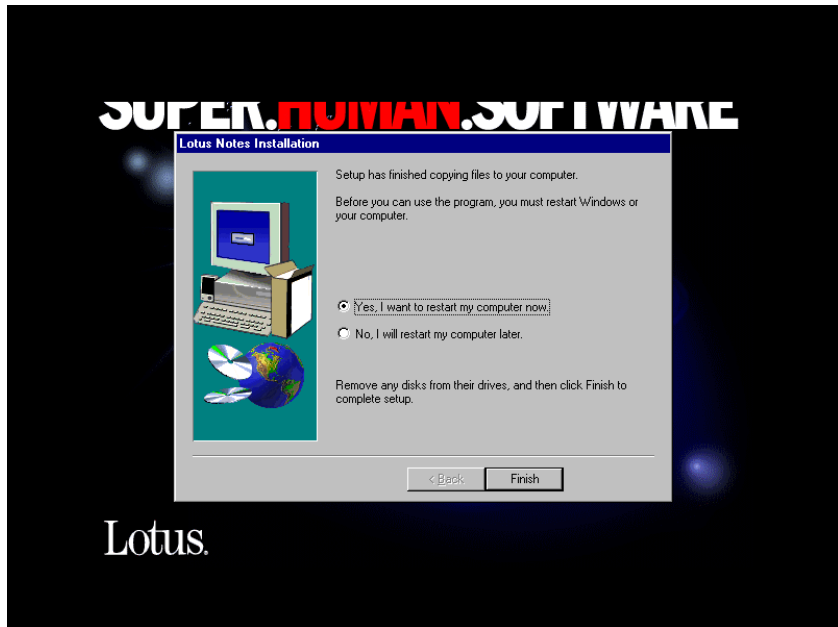 SUPER.HUMAN.SOFTWARE
Lotus Notes Installation
Setup has finished copying files to your computer.
Before you can use the program, you must restart Windows or
your computer.
Yes, I want to restart my computer now.
No, I will restart my computer later.
Remove any disks from their drives, and then click Finish to
complete setup.
< Back
Finish
Lotus.